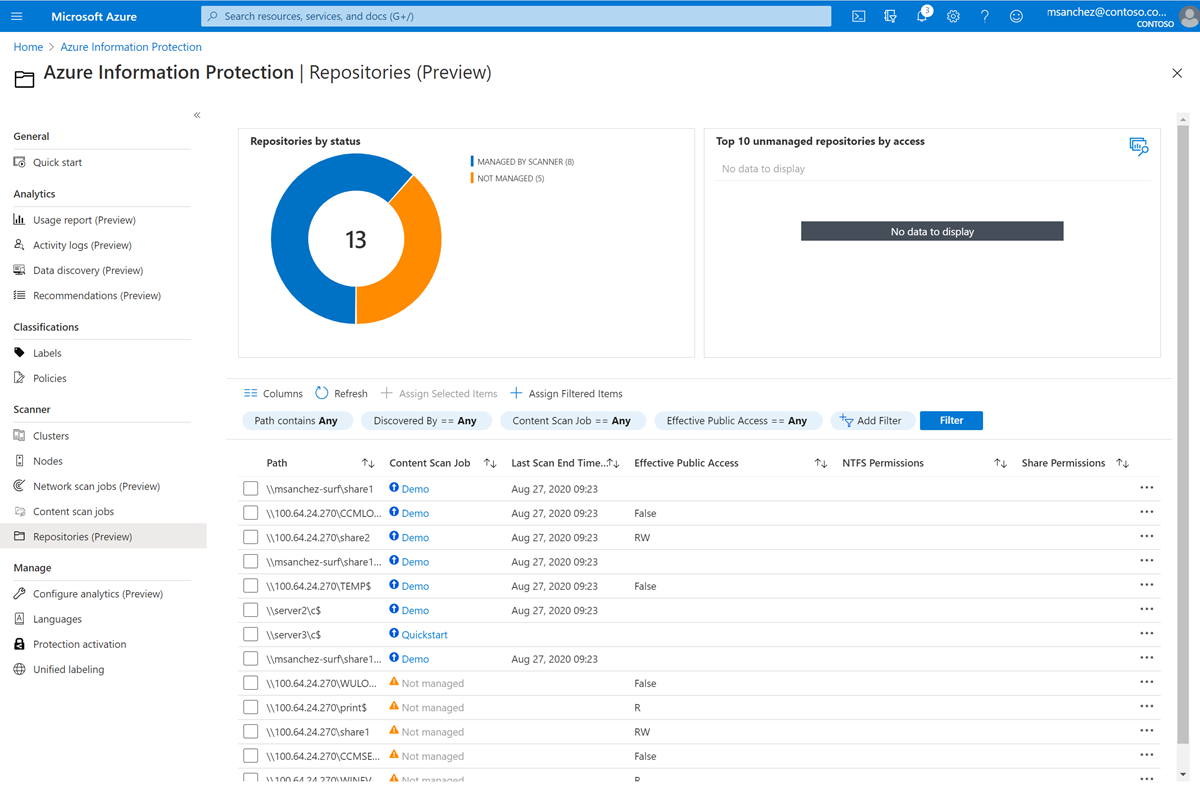 Microsoft Azure
Search resources, services, and docs (G+/)
3
msanchez@contoso.co...
CONTOSO
Home > Azure Information Protection
Azure Information Protection | Repositories (Preview)
«
General
Quick start
Analytics
Usage report (Preview)
Activity logs (Preview)
Data discovery (Preview)
Recommendations (Preview)
Classifications
Labels
Policies
Scanner
Clusters
Nodes
Network scan jobs (Preview)
Content scan jobs
Repositories (Preview)
Manage
Configure analytics (Preview)
Languages
Protection activation
Unified labeling
Repositories by status
13
MANAGED BY SCANNER (8)
NOT MANAGED (5)
Top 10 unmanaged repositories by access
No data to display
No data to display
Columns Refresh Assign Selected Items Assign Filtered Items
Path contains Any Discovered By == Any Content Scan Job == Any Effective Public Access == Any Add Filter Filter
Path Content Scan Job Last Scan End Time... Effective Public Access NTFS Permissions Share Permissions
\\msanchez-surf\share1 Demo Aug 27, 2020 09:23 ...
\\100.64.24.270\CCMLO... Demo Aug 27, 2020 09:23 False ...
\\100.64.24.270\share2 Demo Aug 27, 2020 09:23 RW ...
\\msanchez-surf\share1... Demo Aug 27, 2020 09:23 ...
\\100.64.24.270\TEMP$ Demo Aug 27, 2020 09:23 False ...
\\server2\c$ Demo Aug 27, 2020 09:23 ...
\\server3\c$ Quickstart ...
\\msanchez-surf\share1... Demo Aug 27, 2020 09:23 ...
\\100.64.24.270\WULO... Not managed False ...
\\100.64.24.270\print$ Not managed R ...
\\100.64.24.270\share1 Not managed RW ...
\\100.64.24.270\CCMSE... Not managed False ...
\\100.64.24.270\WINEV... Not managed R ...